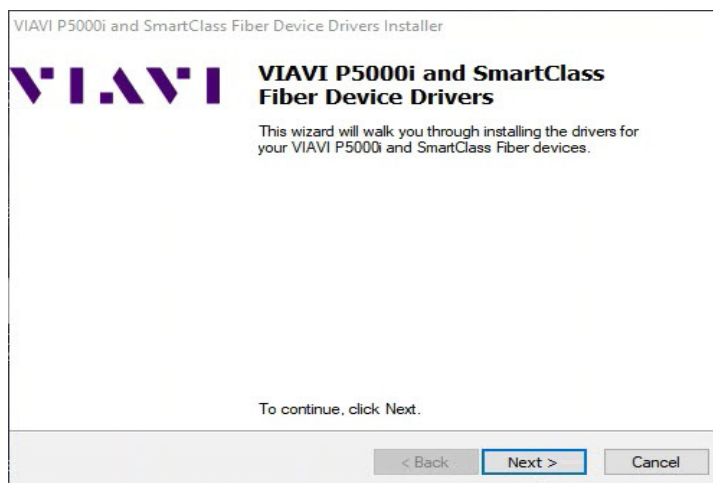 VIAVI P5000i and SmartClass Fiber Device Drivers Installer
VIAVI
VIAVI P5000i and SmartClass
Fiber Device Drivers
This wizard will walk you through installing the drivers for
your VIAVI P5000i and SmartClass Fiber devices.
To continue, click Next.
< Back Next > Cancel